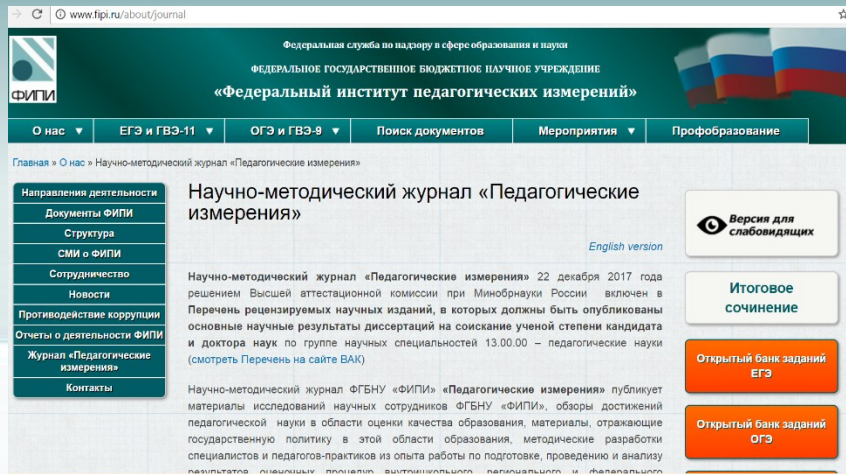 www.fipi.ru/about/journal
Федеральная служба по надзору в сфере образования и науки
ФЕДЕРАЛЬНОЕ ГОСУДАРСТВЕННОЕ БЮДЖЕТНОЕ НАУЧНОЕ УЧРЕЖДЕНИЕ
«Федеральный институт педагогических измерений»
ФИПИ
О нас ▼ ЕГЭ и ГВЭ-11 ▼ ОГЭ и ГВЭ-9 ▼ Поиск документов Мероприятия ▼ Профобразование
Главная » О нас » Научно-методический журнал «Педагогические измерения»
Направления деятельности
Документы ФИПИ
Структура
СМИ о ФИПИ
Сотрудничество
Новости
Противодействие коррупции
Отчеты о деятельности ФИПИ
Журнал «Педагогические
измерения»
Контакты
Научно-методический журнал «Педагогические
измерения»
English version
Научно-методический журнал «Педагогические измерения» 22 декабря 2017 года
решением Высшей аттестационной комиссии при Минобрнауки России включен в
Перечень рецензируемых научных изданий, в которых должны быть опубликованы
основные научные результаты диссертаций на соискание ученой степени кандидата
и доктора наук по группе научных специальностей 13.00.00 – педагогические науки
(смотреть Перечень на сайте ВАК)
Научно-методический журнал ФГБНУ «ФИПИ» «Педагогические измерения» публикует
материалы исследований научных сотрудников ФГБНУ «ФИПИ», обзоры достижений
педагогической науки в области оценки качества образования, материалы, отражающие
государственную политику в этой области образования, методические разработки
специалистов и педагогов-практиков из опыта работы по подготовке, проведению и анализу
результатов оценочных процедур внутришкольного, регионального и федерального
Версия для
слабовидящих
Итоговое
сочинение
Открытый банк заданий
ЕГЭ
Открытый банк заданий
ОГЭ